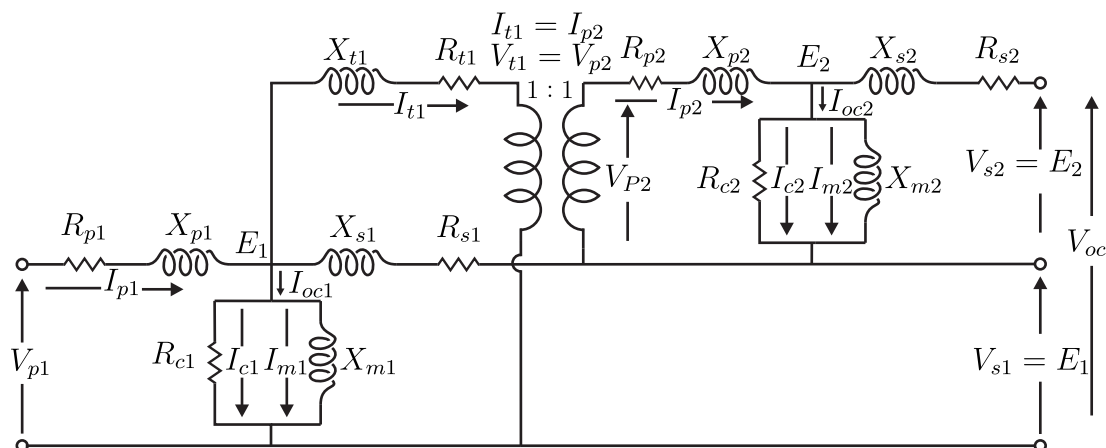 I_{t1} = I_{p2}
V_{t1} = V_{p2}
X_{t1} R_{t1} R_{p2} X_{p2} E_2 X_{s2} R_{s2}
1 : 1
I_{t1} I_{p2} I_{oc2}
V_{P2} R_{c2} I_{c2} I_{m2} X_{m2} V_{s2} = E_2
R_{p1} X_{p1} E_1 X_{s1} R_{s1} V_{oc}
I_{p1} I_{oc1}
V_{p1} R_{c1} I_{c1} I_{m1} X_{m1} V_{s1} = E_1